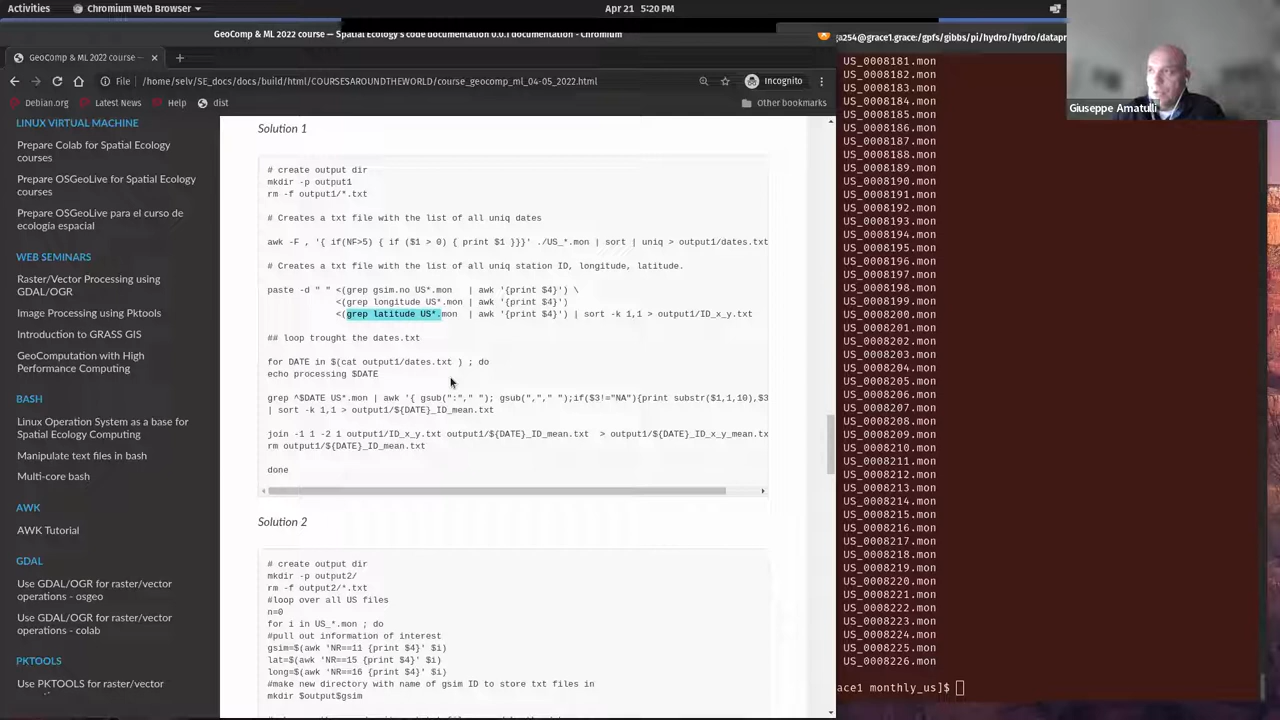 Activities
Chromium Web Browser
Apr 21 5:20 PM
GeoComp & ML 2022 course — Spatial Ecology's code documentation 0.0.1 documentation - Chromium
ga254@grace1.grace:/gpfs/gibbs/pi/hydro/hydro/datapr
GeoComp & ML 2022 course —
File
/home/selv/SE_docs/docs/build/html/COURSESAROUNDTHEWORLD/course_geocomp_ml_04-05_2022.html
Incognito
Debian.org
Latest News
Help
dist
Other bookmarks
LINUX VIRTUAL MACHINE
Prepare Colab for Spatial Ecology
courses
Prepare OSGeoLive for Spatial Ecology
courses
Prepare OSGeoLive para el curso de
ecología espacial
WEB SEMINARS
Raster/Vector Processing using
GDAL/OGR
Image Processing using Pktools
Introduction to GRASS GIS
GeoComputation with High
Performance Computing
BASH
Linux Operation System as a base for
Spatial Ecology Computing
Manipulate text files in bash
Multi-core bash
AWK
AWK Tutorial
GDAL
Use GDAL/OGR for raster/vector
operations - osgeo
Use GDAL/OGR for raster/vector
operations - colab
PKTOOLS
Use PKTOOLS for raster/vector
Solution 1
# create output dir
mkdir -p output1
rm -f output1/*.txt
# Creates a txt file with the list of all uniq dates
awk -F , '{ if(NF>5) { if ($1 > 0) { print $1 }}}' ./US_*.mon | sort | uniq > output1/dates.txt
# Creates a txt file with the list of all uniq station ID, longitude, latitude.
paste -d " " <(grep gsim.no US*.mon | awk '{print $4}') \
<(grep longitude US*.mon | awk '{print $4}')
<(grep latitude US*.mon | awk '{print $4}') | sort -k 1,1 > output1/ID_x_y.txt
## loop trought the dates.txt
for DATE in $(cat output1/dates.txt ) ; do
echo processing $DATE
grep ^$DATE US*.mon | awk '{ gsub(":"," "); gsub(","," ");if($3!="NA"){print substr($1,1,10),$3
| sort -k 1,1 > output1/${DATE}_ID_mean.txt
join -1 1 -2 1 output1/ID_x_y.txt output1/${DATE}_ID_mean.txt > output1/${DATE}_ID_x_y_mean.tx
rm output1/${DATE}_ID_mean.txt
done
Solution 2
# create output dir
mkdir -p output2/
rm -f output2/*.txt
#loop over all US files
n=0
for i in US_*.mon ; do
#pull out information of interest
gsim=$(awk 'NR==11 {print $4}' $i)
lat=$(awk 'NR==15 {print $4}' $i)
long=$(awk 'NR==16 {print $4}' $i)
#make new directory with name of gsim ID to store txt files in
mkdir $output$gsim
US_0008181.mon
US_0008182.mon
US_0008183.mon
US_0008184.mon
US_0008185.mon
US_0008186.mon
US_0008187.mon
US_0008188.mon
US_0008189.mon
US_0008190.mon
US_0008191.mon
US_0008192.mon
US_0008193.mon
US_0008194.mon
US_0008195.mon
US_0008196.mon
US_0008197.mon
US_0008198.mon
US_0008199.mon
US_0008200.mon
US_0008201.mon
US_0008202.mon
US_0008203.mon
US_0008204.mon
US_0008205.mon
US_0008206.mon
US_0008207.mon
US_0008208.mon
US_0008209.mon
US_0008210.mon
US_0008211.mon
US_0008212.mon
US_0008213.mon
US_0008214.mon
US_0008215.mon
US_0008216.mon
US_0008217.mon
US_0008218.mon
US_0008219.mon
US_0008220.mon
US_0008221.mon
US_0008222.mon
US_0008223.mon
US_0008224.mon
US_0008225.mon
US_0008226.mon
ace1 monthly_us]$
Giuseppe Amatulli